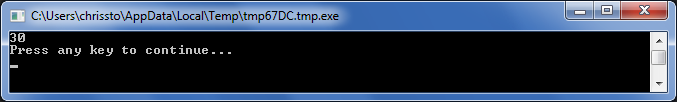 C:\Users\chrissto\AppData\Local\Temp\tmp67DC.tmp.exe
30
Press any key to continue...